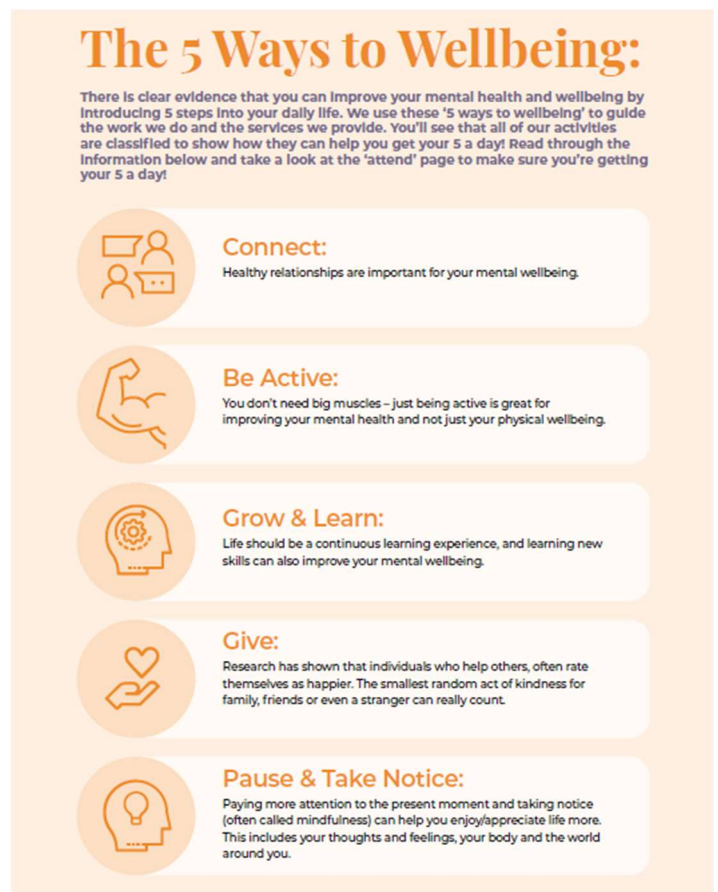 The 5 Ways to Wellbeing:
There is clear evidence that you can improve your mental health and wellbeing by
introducing 5 steps into your daily life. We use these ‘5 ways to wellbeing’ to guide
the work we do and the services we provide. You’ll see that all of our activities
are classified to show how they can help you get your 5 a day! Read through the
information below and take a look at the ‘attend’ page to make sure you’re getting
your 5 a day!
Connect:
Healthy relationships are important for your mental wellbeing.
Be Active:
You don’t need big muscles – just being active is great for
improving your mental health and not just your physical wellbeing.
Grow & Learn:
Life should be a continuous learning experience, and learning new
skills can also improve your mental wellbeing.
Give:
Research has shown that individuals who help others, often rate
themselves as happier. The smallest random act of kindness for
family, friends or even a stranger can really count.
Pause & Take Notice:
Paying more attention to the present moment and taking notice
(often called mindfulness) can help you enjoy/appreciate life more.
This includes your thoughts and feelings, your body and the world
around you.